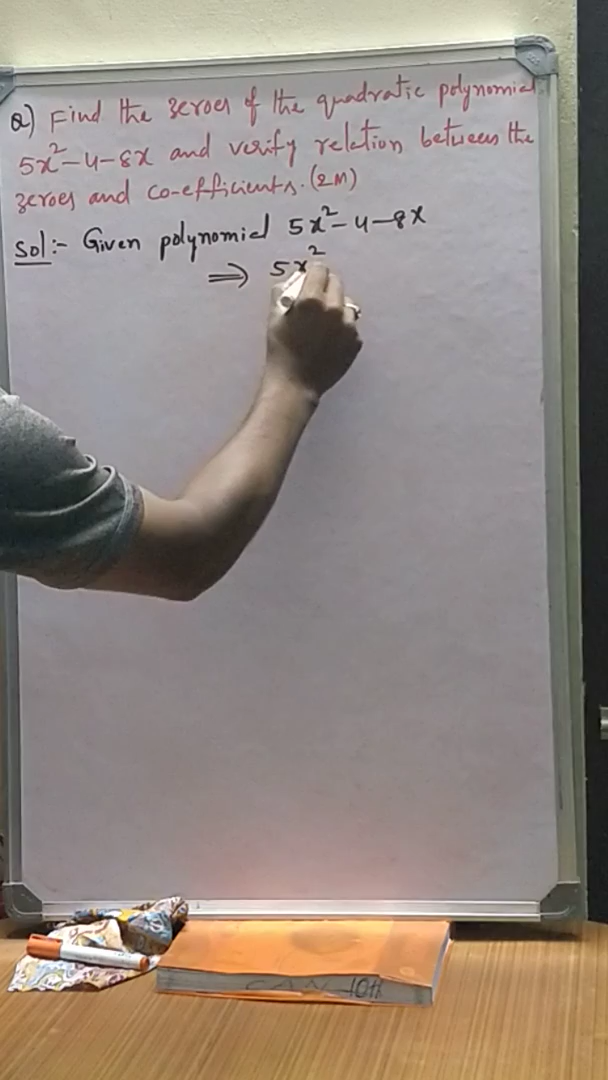 Q) Find the zeroes of the quadratic polynomial
5x²-4-8x and verify relation between the
zeroes and co-efficients. (2M)
Sol:- Given polynomial 5x²-4-8x
⇒ 5x²
10th